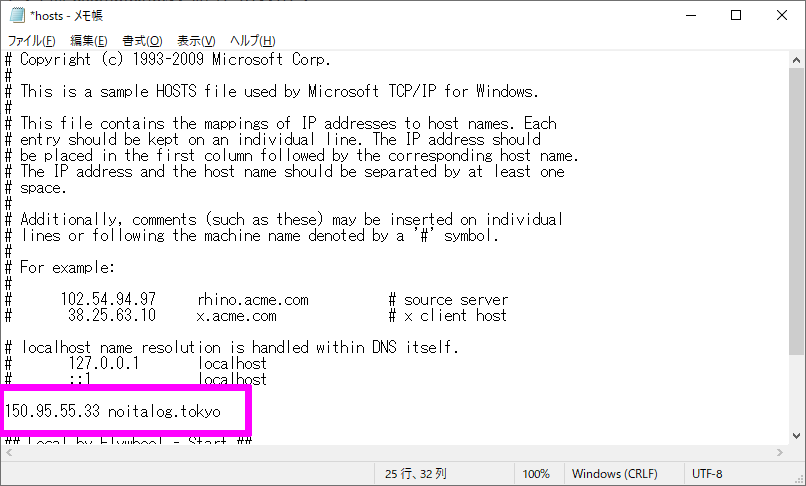 *hosts - メモ帳
ファイル(F) 編集(E) 書式(O) 表示(V) ヘルプ(H)
# Copyright (c) 1993-2009 Microsoft Corp.
#
# This is a sample HOSTS file used by Microsoft TCP/IP for Windows.
#
# This file contains the mappings of IP addresses to host names. Each
# entry should be kept on an individual line. The IP address should
# be placed in the first column followed by the corresponding host name.
# The IP address and the host name should be separated by at least one
# space.
#
# Additionally, comments (such as these) may be inserted on individual
# lines or following the machine name denoted by a '#' symbol.
#
# For example:
#
#      102.54.94.97     rhino.acme.com          # source server
#       38.25.63.10     x.acme.com              # x client host

# localhost name resolution is handled within DNS itself.
#       127.0.0.1       localhost
#       ::1             localhost

150.95.55.33 noitalog.tokyo

## Local by Flywheel - Start ##
25 行、32 列 100% Windows (CRLF) UTF-8